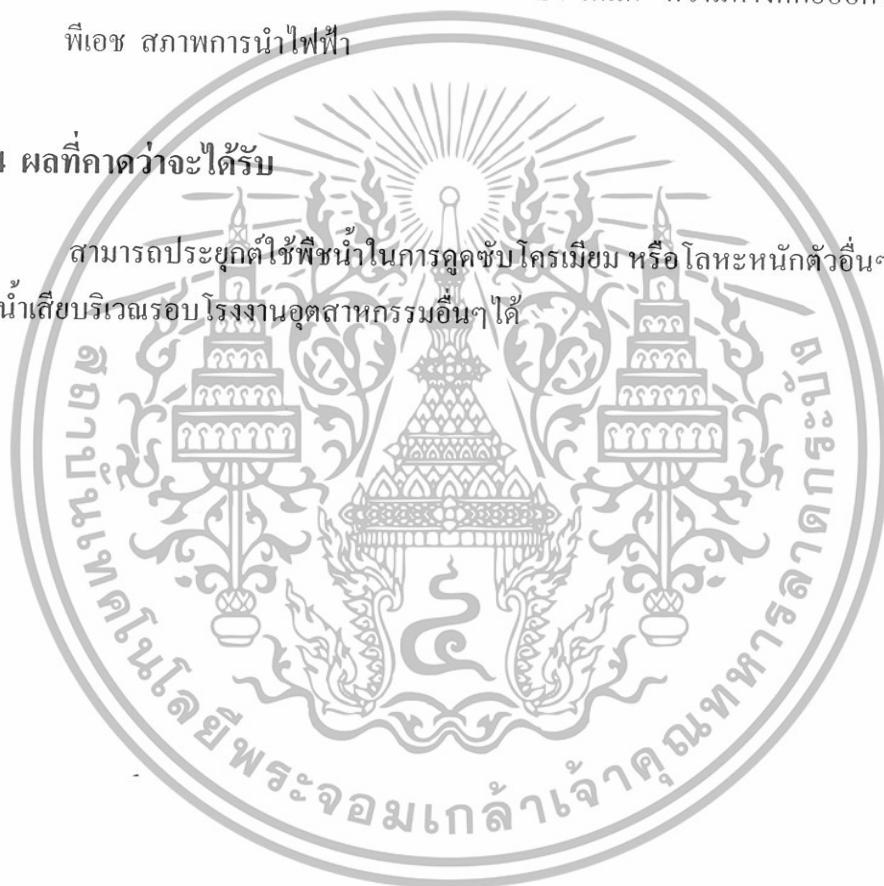 พีเอช สภาพการนำไฟฟ้า
ผลที่คาดว่าจะได้รับ
สามารถประยุกต์ใช้พืชน้ำในการดูดซับโครเมียม หรือโลหะหนักตัวอื่นๆ
น้ำเสียบริเวณรอบโรงงานอุตสาหกรรมอื่นๆได้
สถาบันเทคโนโลยีพระจอมเกล้าเจ้าคุณทหารลาดกระบัง